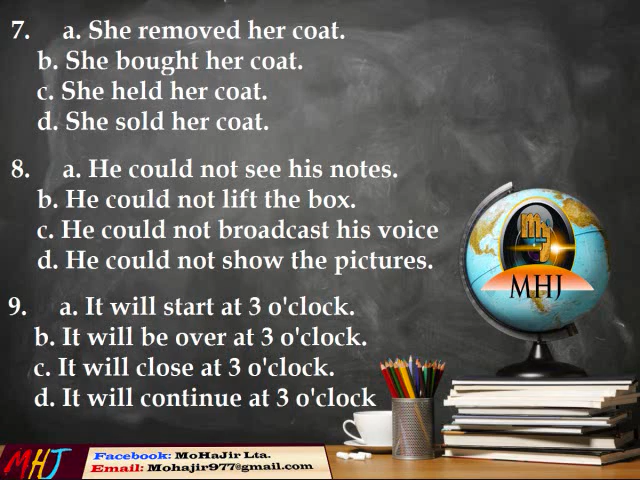 7. a. She removed her coat.
b. She bought her coat.
c. She held her coat.
d. She sold her coat.
8. a. He could not see his notes.
b. He could not lift the box.
c. He could not broadcast his voice
d. He could not show the pictures.
9. a. It will start at 3 o'clock.
b. It will be over at 3 o'clock.
c. It will close at 3 o'clock.
d. It will continue at 3 o'clock
MHJ
MHJ
Facebook: MoHaJir Lta.
Email: Mohajir977@gmail.com